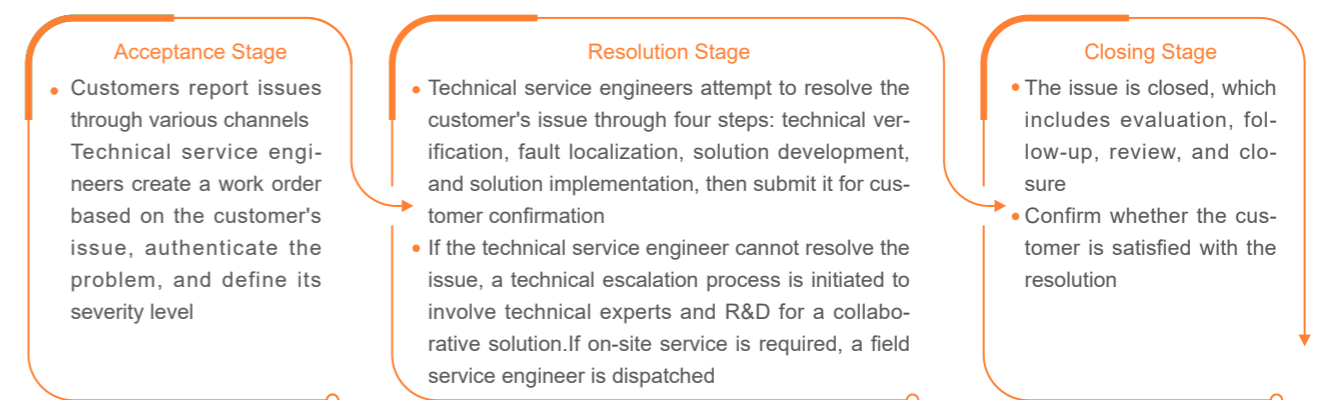 Acceptance Stage
• Customers report issues
through various channels
Technical service engi-
neers create a work order
based on the customer's
issue, authenticate the
problem, and define its
severity level
Resolution Stage
• Technical service engineers attempt to resolve the
customer's issue through four steps: technical ver-
ification, fault localization, solution development,
and solution implementation, then submit it for cus-
tomer confirmation
• If the technical service engineer cannot resolve the
issue, a technical escalation process is initiated to
involve technical experts and R&D for a collabo-
rative solution.If on-site service is required, a field
service engineer is dispatched
Closing Stage
• The issue is closed, which
includes evaluation, fol-
low-up, review, and clo-
sure
• Confirm whether the cus-
tomer is satisfied with the
resolution